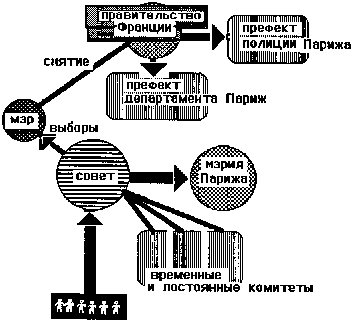 правительство
Франции
префект
полиции Парижа
снятие
префект
департамента Париж
мэр
выборы
совет
мэрия
Парижа
временные
и постоянные комитеты